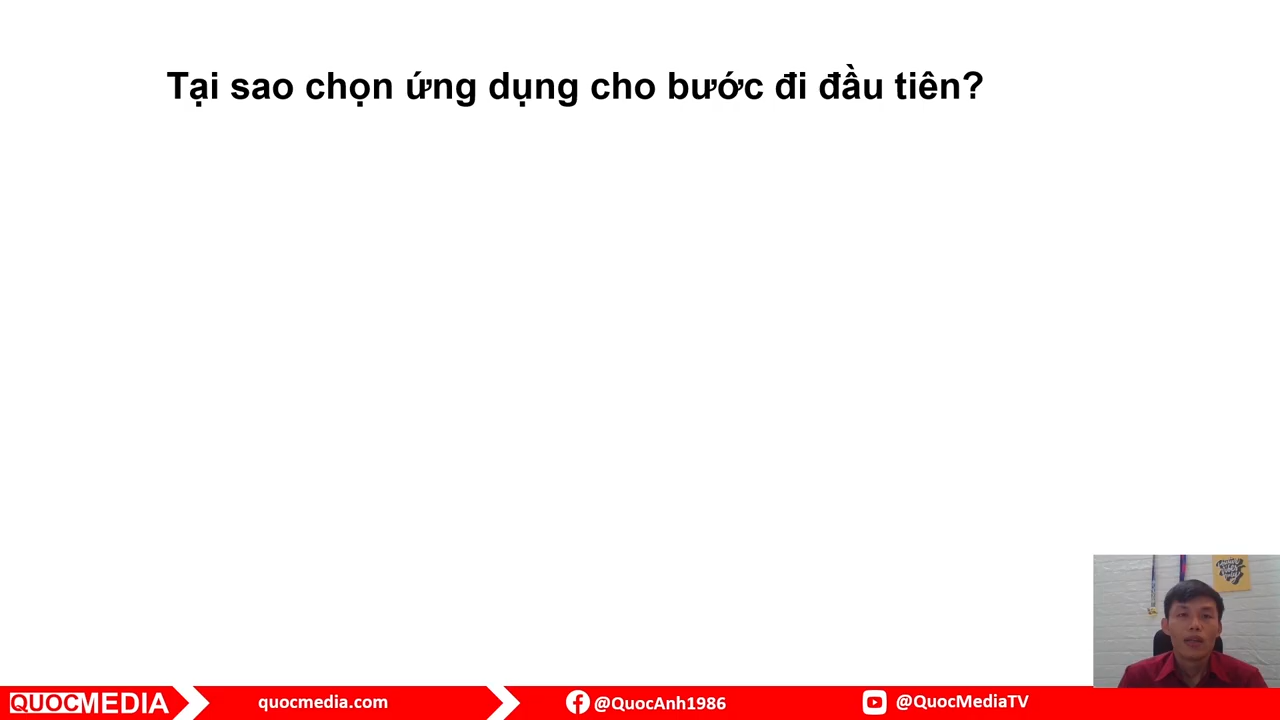 Tại sao chọn ứng dụng cho bước đi đầu tiên?
QUOCMEDIA
quocmedia.com
@QuocAnh1986
@QuocMediaTV